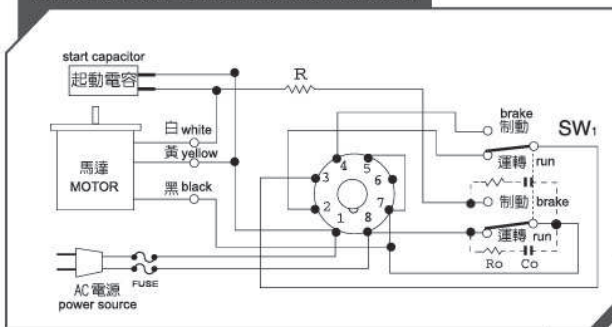 start capacitor
起動電容
R
白 white
黃 yellow
馬達
MOTOR
黑 black
AC電源
power source
FUSE
1
2
3
4
5
6
7
8
brake
制動
SW1
運轉 run
制動 brake
運轉 run
Ro Co